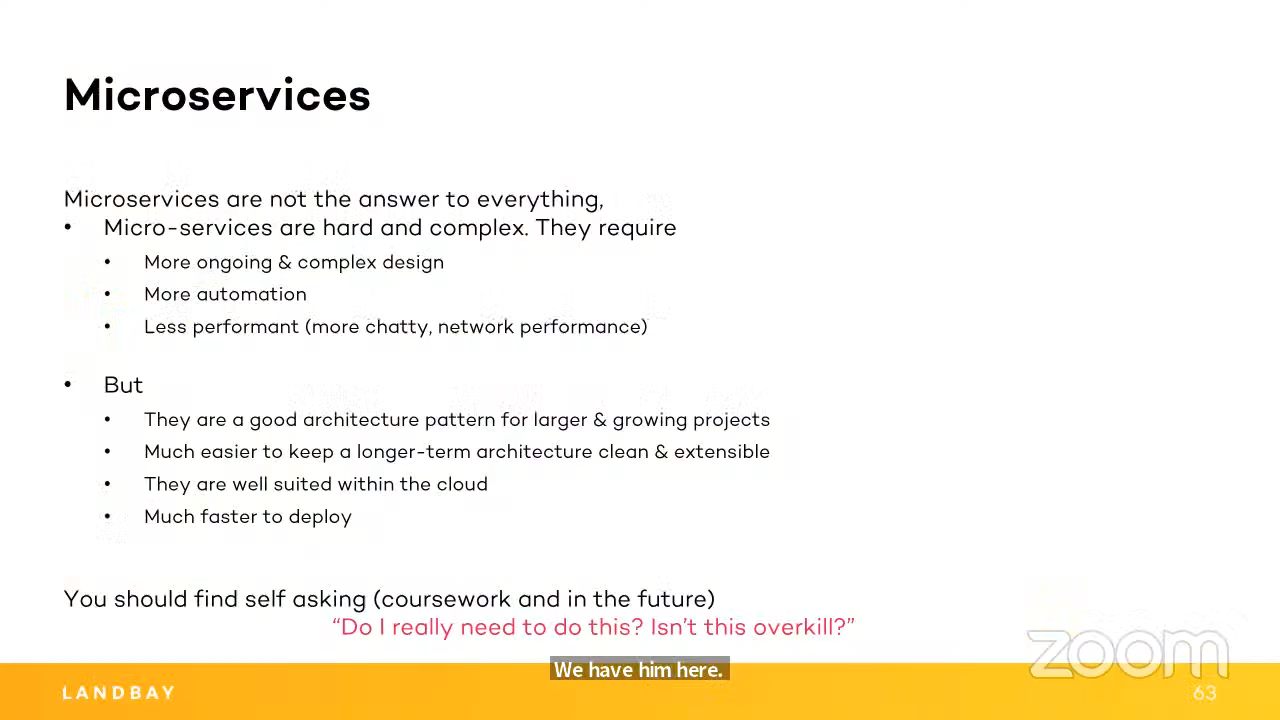 Microservices
Microservices are not the answer to everything,
• Micro-services are hard and complex. They require
• More ongoing & complex design
• More automation
• Less performant (more chatty, network performance)
• But
• They are a good architecture pattern for larger & growing projects
• Much easier to keep a longer-term architecture clean & extensible
• They are well suited within the cloud
• Much faster to deploy
You should find self asking (coursework and in the future)
“Do I really need to do this? Isn’t this overkill?”
zoom
We have him here.
LANDBAY
63